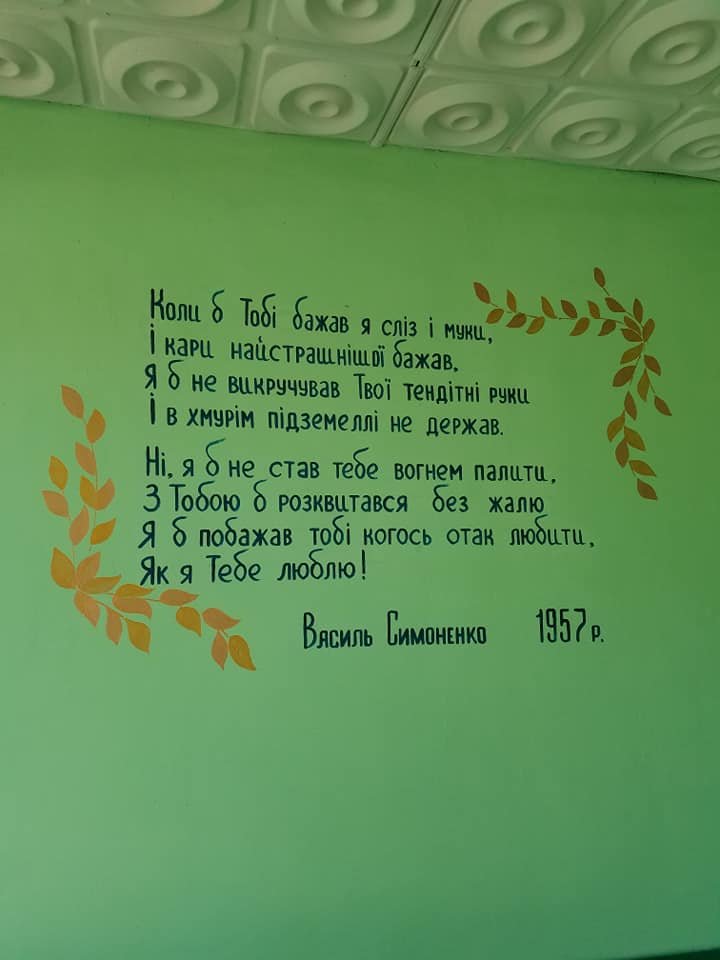 Коли б Тобі бажав я сліз і муки,
І кари найстрашнішої бажав,
Я б не викручував Твої тендітні руки
І в хмурім підземеллі не держав.
Ні, я б не став тебе вогнем палити,
З Тобою б розквитався без жалю
Я б побажав тобі когось отак любити,
Як я Тебе люблю!
Василь Симоненко 1957 р.